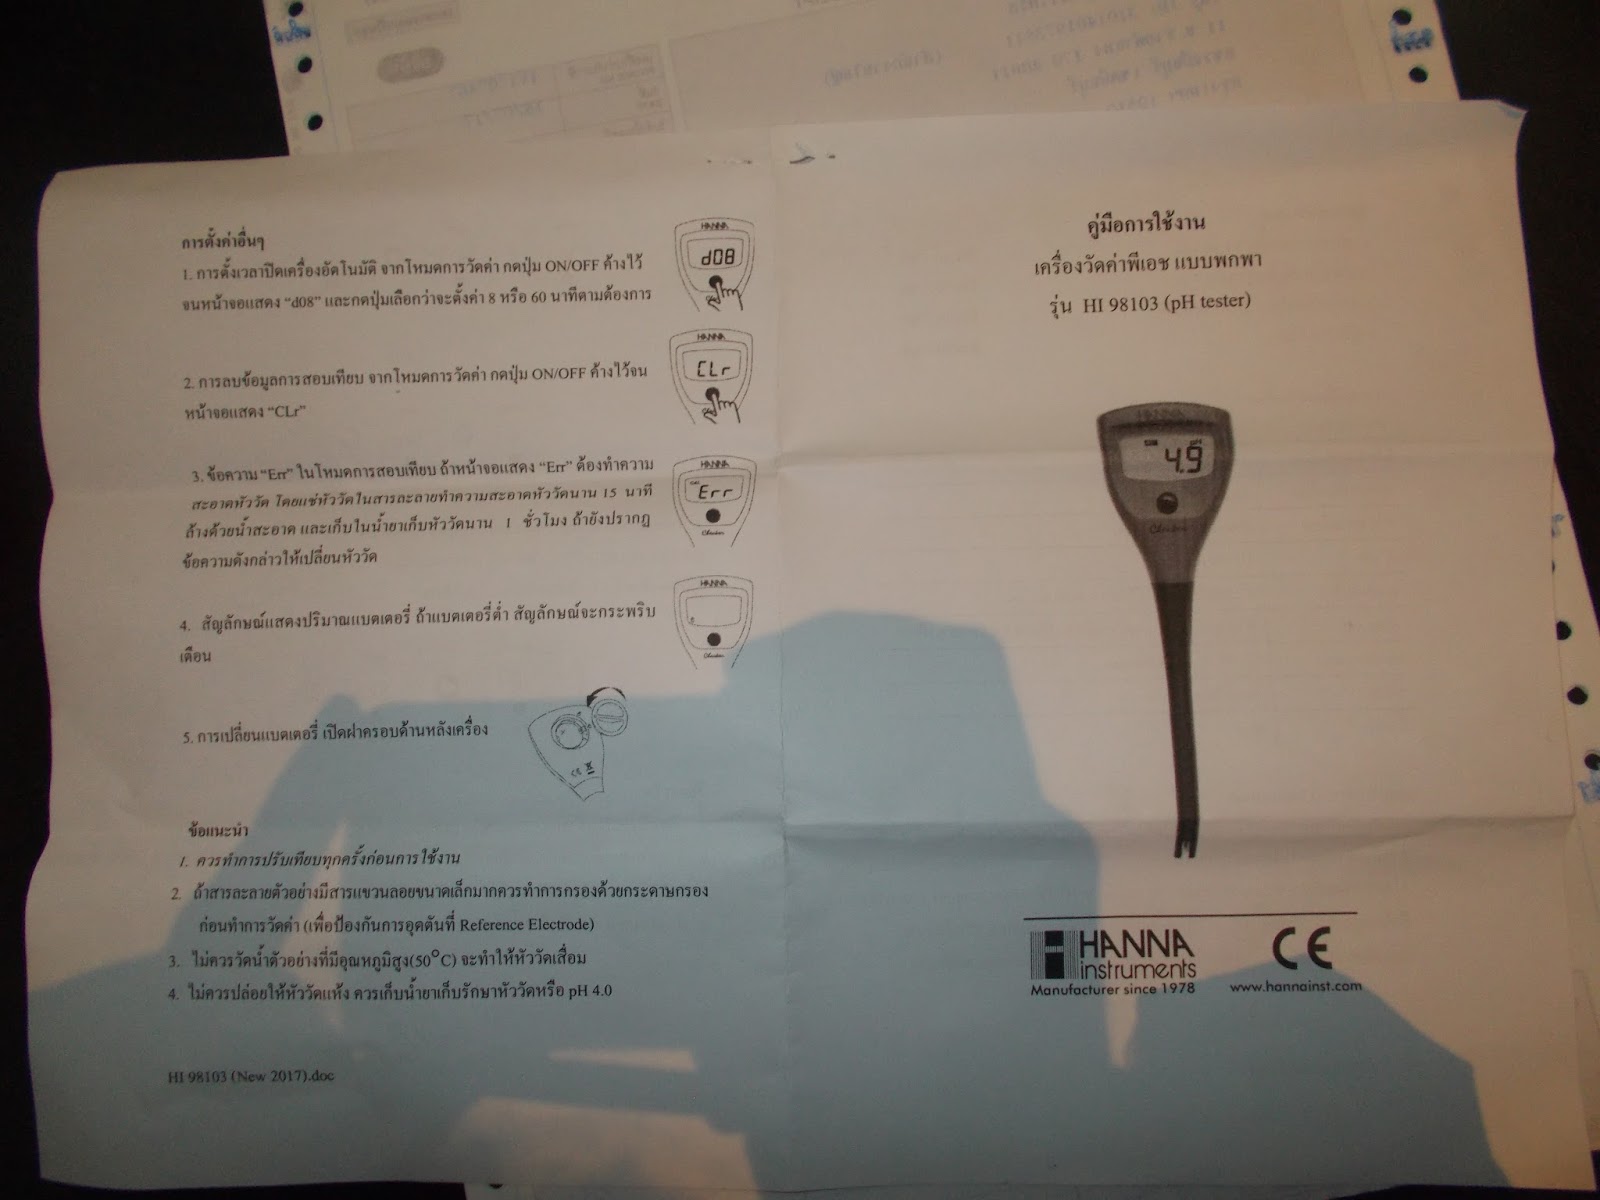 การตั้งค่าอื่นๆ
1. การตั้งเวลาปิดเครื่องอัตโนมัติ จากโหมดการวัดค่า กดปุ่ม ON/OFF ค้างไว้
จนหน้าจอแสดง “d08” และกดปุ่มเลือกว่าจะตั้งค่า 8 หรือ 60 นาทีตามต้องการ
HANNA
d08
2. การลบข้อมูลการสอบเทียบ จากโหมดการวัดค่า กดปุ่ม ON/OFF ค้างไว้จน
หน้าจอแสดง “CLr”
HANNA
CLr
3. ข้อความ “Err” ในโหมดการสอบเทียบ ถ้าหน้าจอแสดง “Err” ต้องทำความ
สะอาดหัววัด โดยแช่หัววัดในสารละลายทำความสะอาดหัววัดนาน 15 นาที
ล้างด้วยน้ำสะอาด และเก็บในน้ำยาเก็บหัววัดนาน 1 ชั่วโมง ถ้ายังปรากฏ
ข้อความดังกล่าวให้เปลี่ยนหัววัด
HANNA
Err
Checker
4. สัญลักษณ์แสดงปริมาณแบตเตอรี่ ถ้าแบตเตอรี่ต่ำ สัญลักษณ์จะกระพริบ
เตือน
HANNA
Checker
5. การเปลี่ยนแบตเตอรี่ เปิดฝาครอบด้านหลังเครื่อง
ข้อแนะนำ
1. ควรทำการปรับเทียบทุกครั้งก่อนการใช้งาน
2. ถ้าสารละลายตัวอย่างมีสารแขวนลอยขนาดเล็กมากควรทำการกรองด้วยกระดาษกรอง
ก่อนทำการวัดค่า (เพื่อป้องกันการอุดตันที่ Reference Electrode)
3. ไม่ควรวัดน้ำตัวอย่างที่มีอุณหภูมิสูง(50°C) จะทำให้หัววัดเสื่อม
4. ไม่ควรปล่อยให้หัววัดแห้ง ควรเก็บน้ำยาเก็บรักษาหัววัดหรือ pH 4.0
HI 98103 (New 2017).doc
คู่มือการใช้งาน
เครื่องวัดค่าพีเอช แบบพกพา
รุ่น HI 98103 (pH tester)
HANNA
4.9
Checker
HANNA
instruments
Manufacturer since 1978
CE
www.hannainst.com